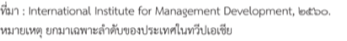 ที่มา : International Institute for Management Development, ๒๕๖๐.
หมายเหตุ ยกมาเฉพาะลำดับของประเทศในทวีปเอเชีย